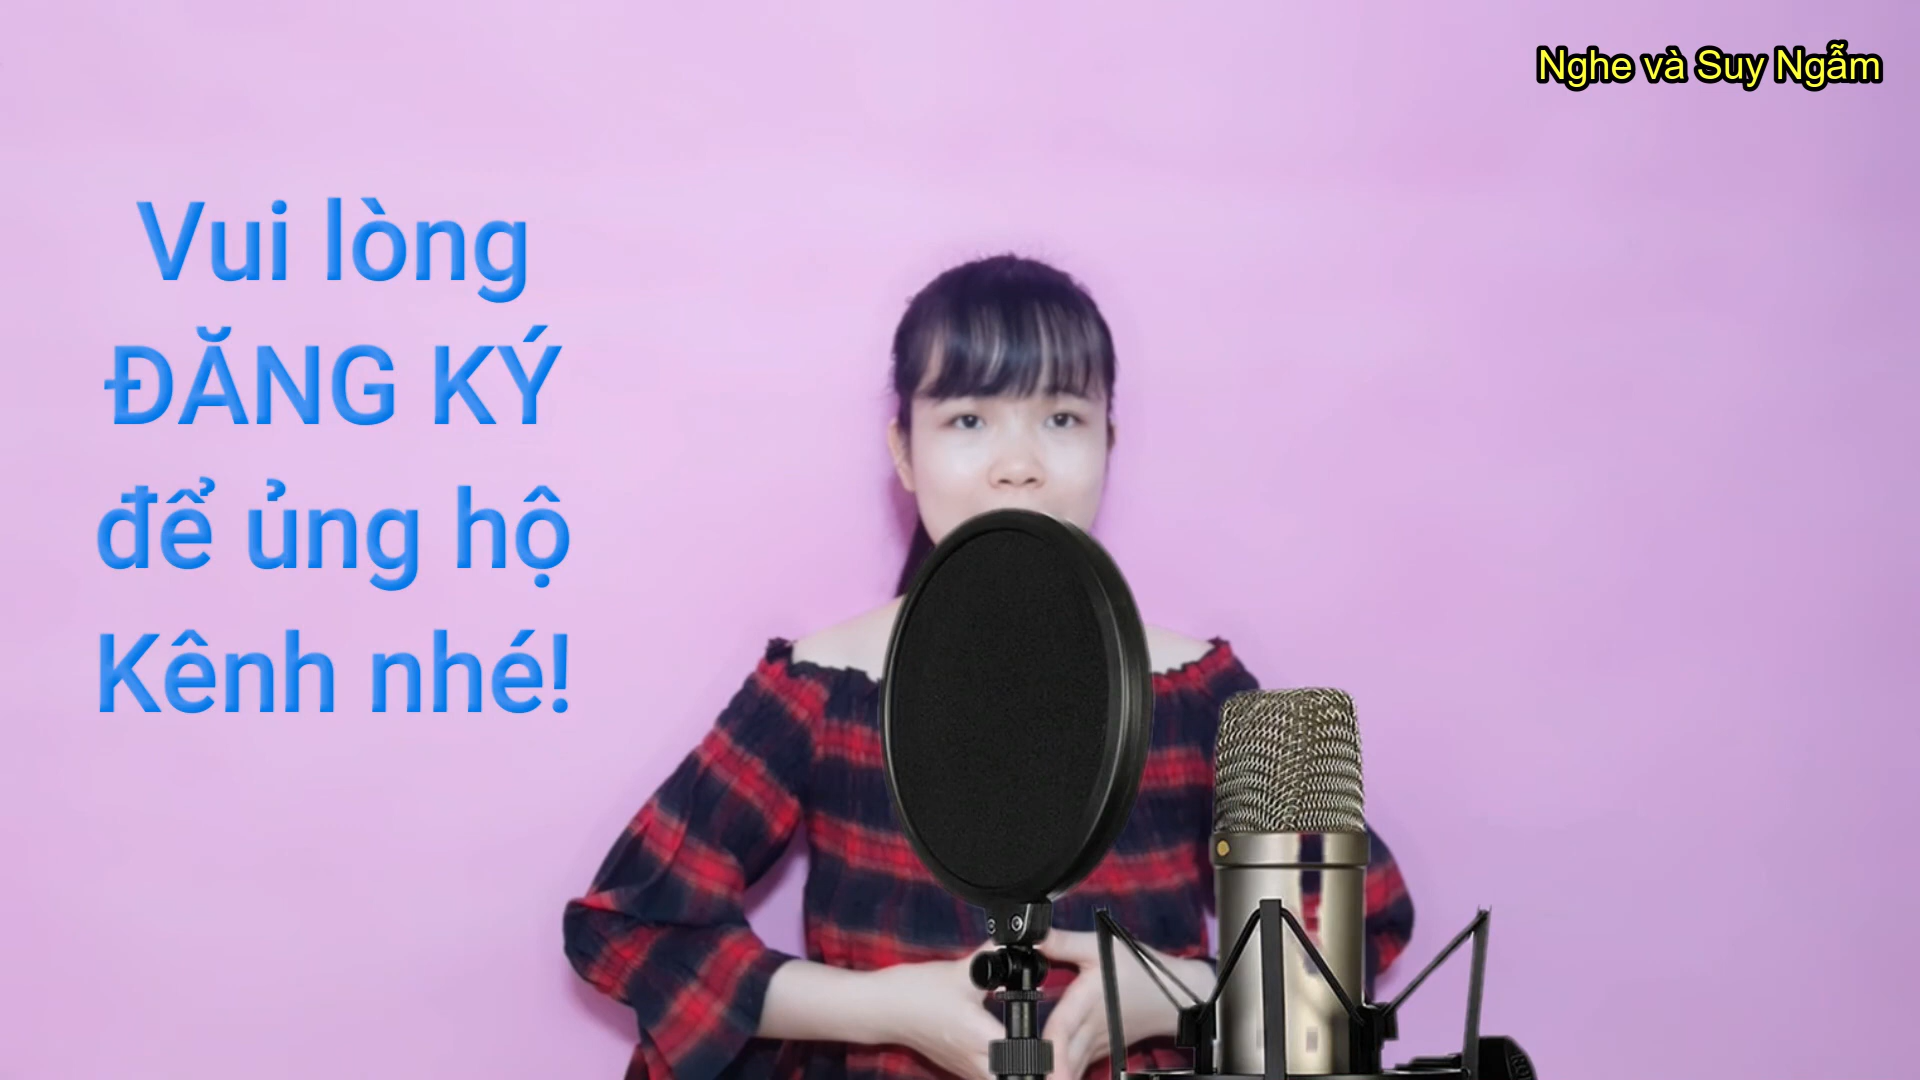 Nghe và Suy Ngẫm
Vui lòng
ĐĂNG KÝ
để ủng hộ
Kênh nhé!